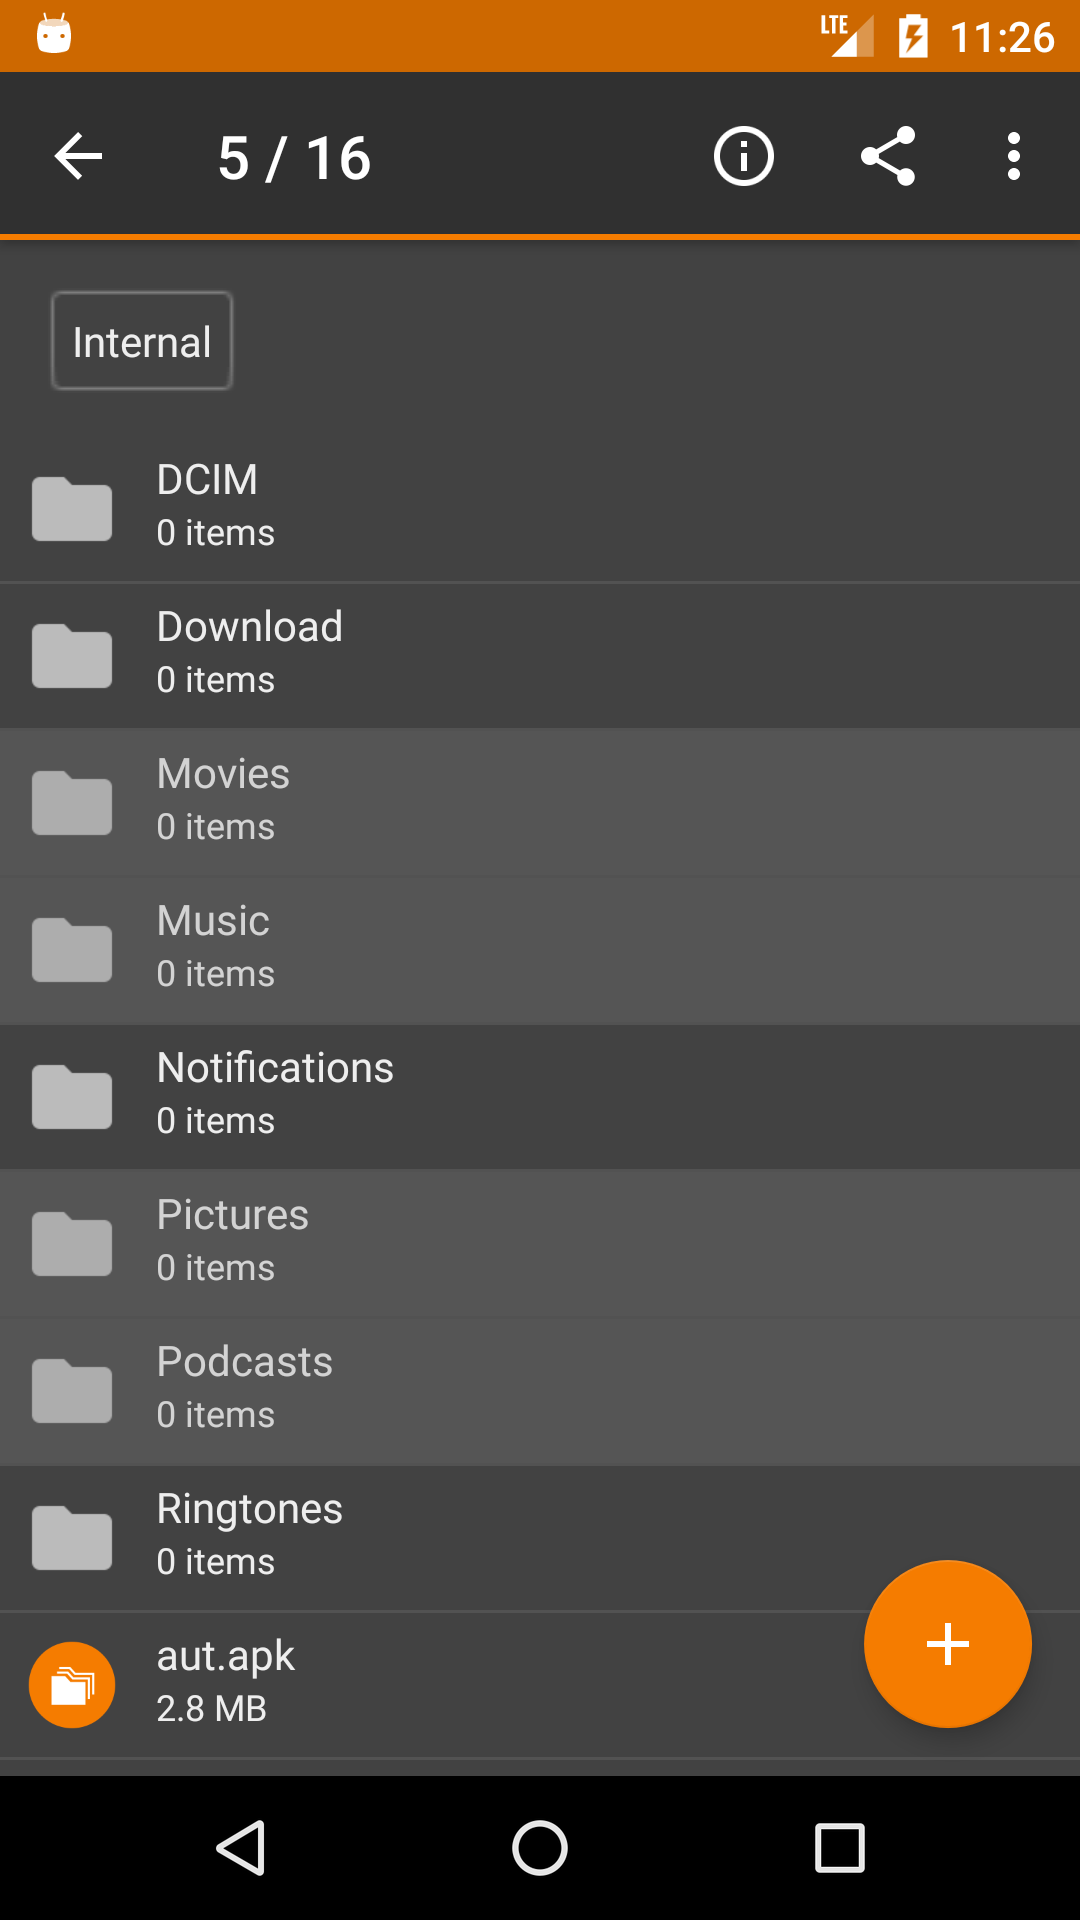 LTE 11:26
5 / 16
Internal
DCIM
0 items
Download
0 items
Movies
0 items
Music
0 items
Notifications
0 items
Pictures
0 items
Podcasts
0 items
Ringtones
0 items
aut.apk
2.8 MB